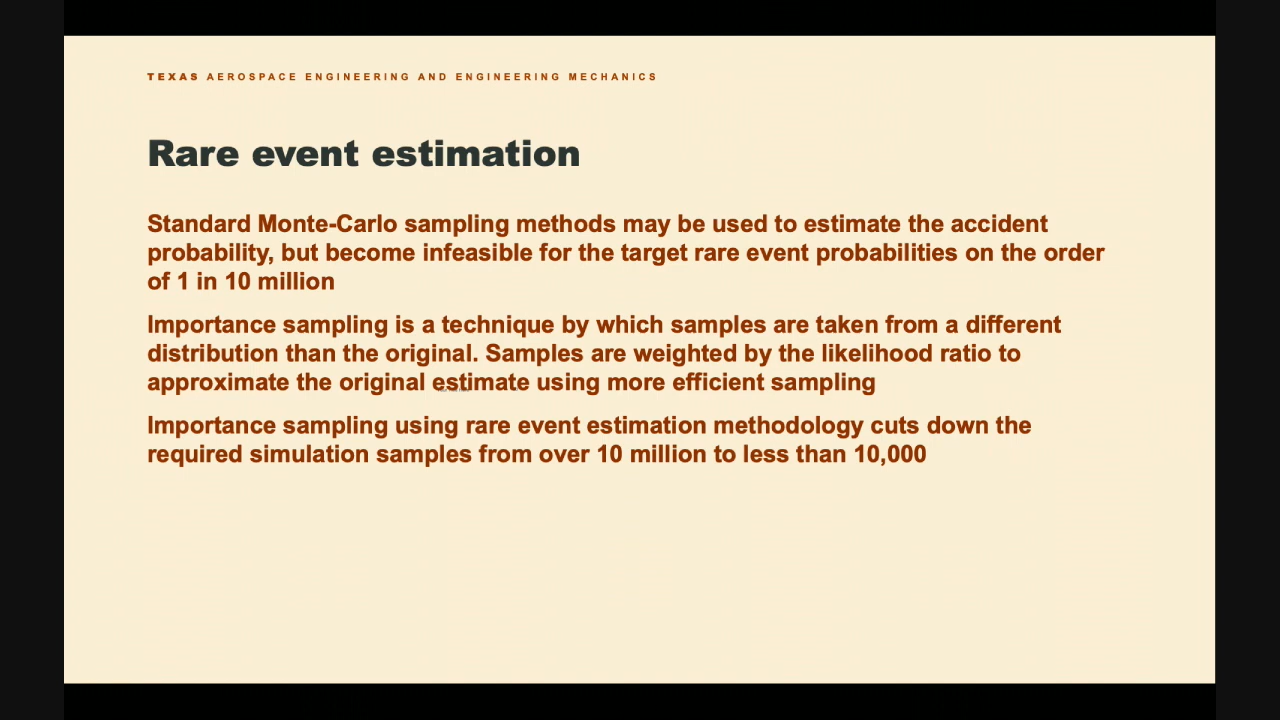 TEXAS AEROSPACE ENGINEERING AND ENGINEERING MECHANICS
Rare event estimation
Standard Monte-Carlo sampling methods may be used to estimate the accident
probability, but become infeasible for the target rare event probabilities on the order
of 1 in 10 million
Importance sampling is a technique by which samples are taken from a different
distribution than the original. Samples are weighted by the likelihood ratio to
approximate the original estimate using more efficient sampling
Importance sampling using rare event estimation methodology cuts down the
required simulation samples from over 10 million to less than 10,000